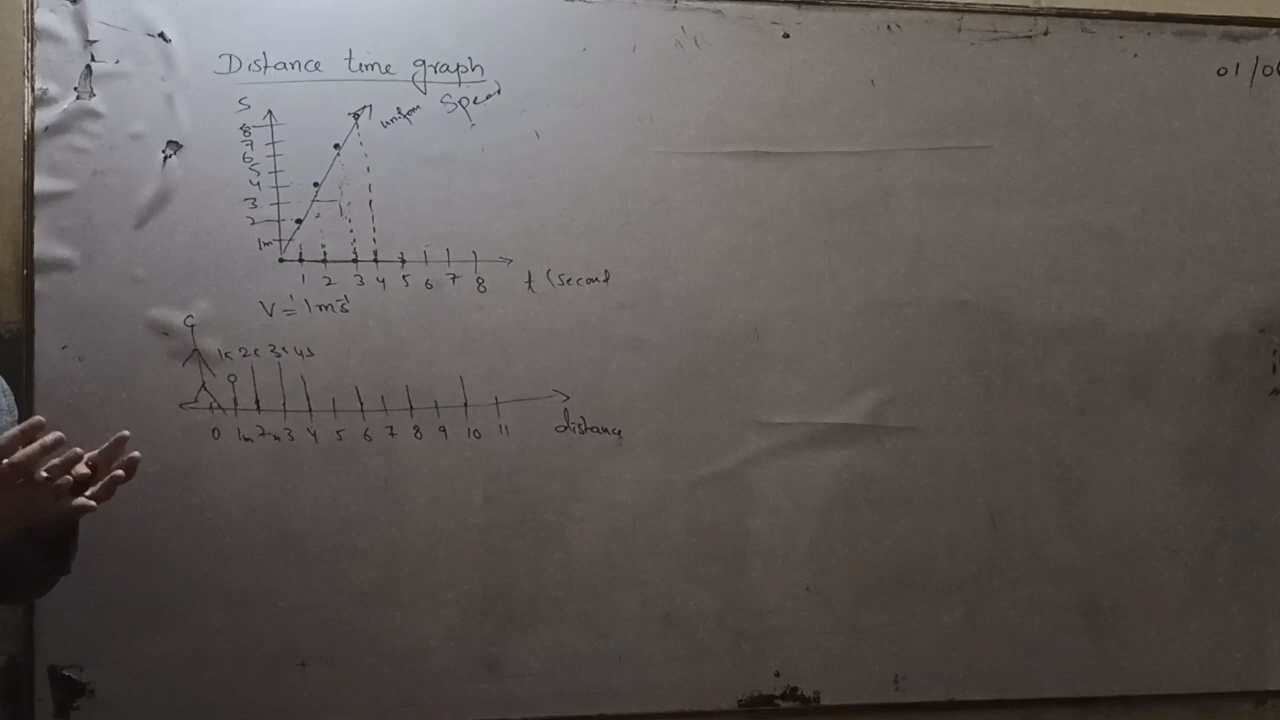 Distance time graph
01/0
S
uniform Speed
8
7
6
5
4
3
2
1m
1 2 3 4 5 6 7 8 t (second
V = 1ms⁻¹
1s 2s 3s 4s
0 1m 2m 3 4 5 6 7 8 9 10 11 distance